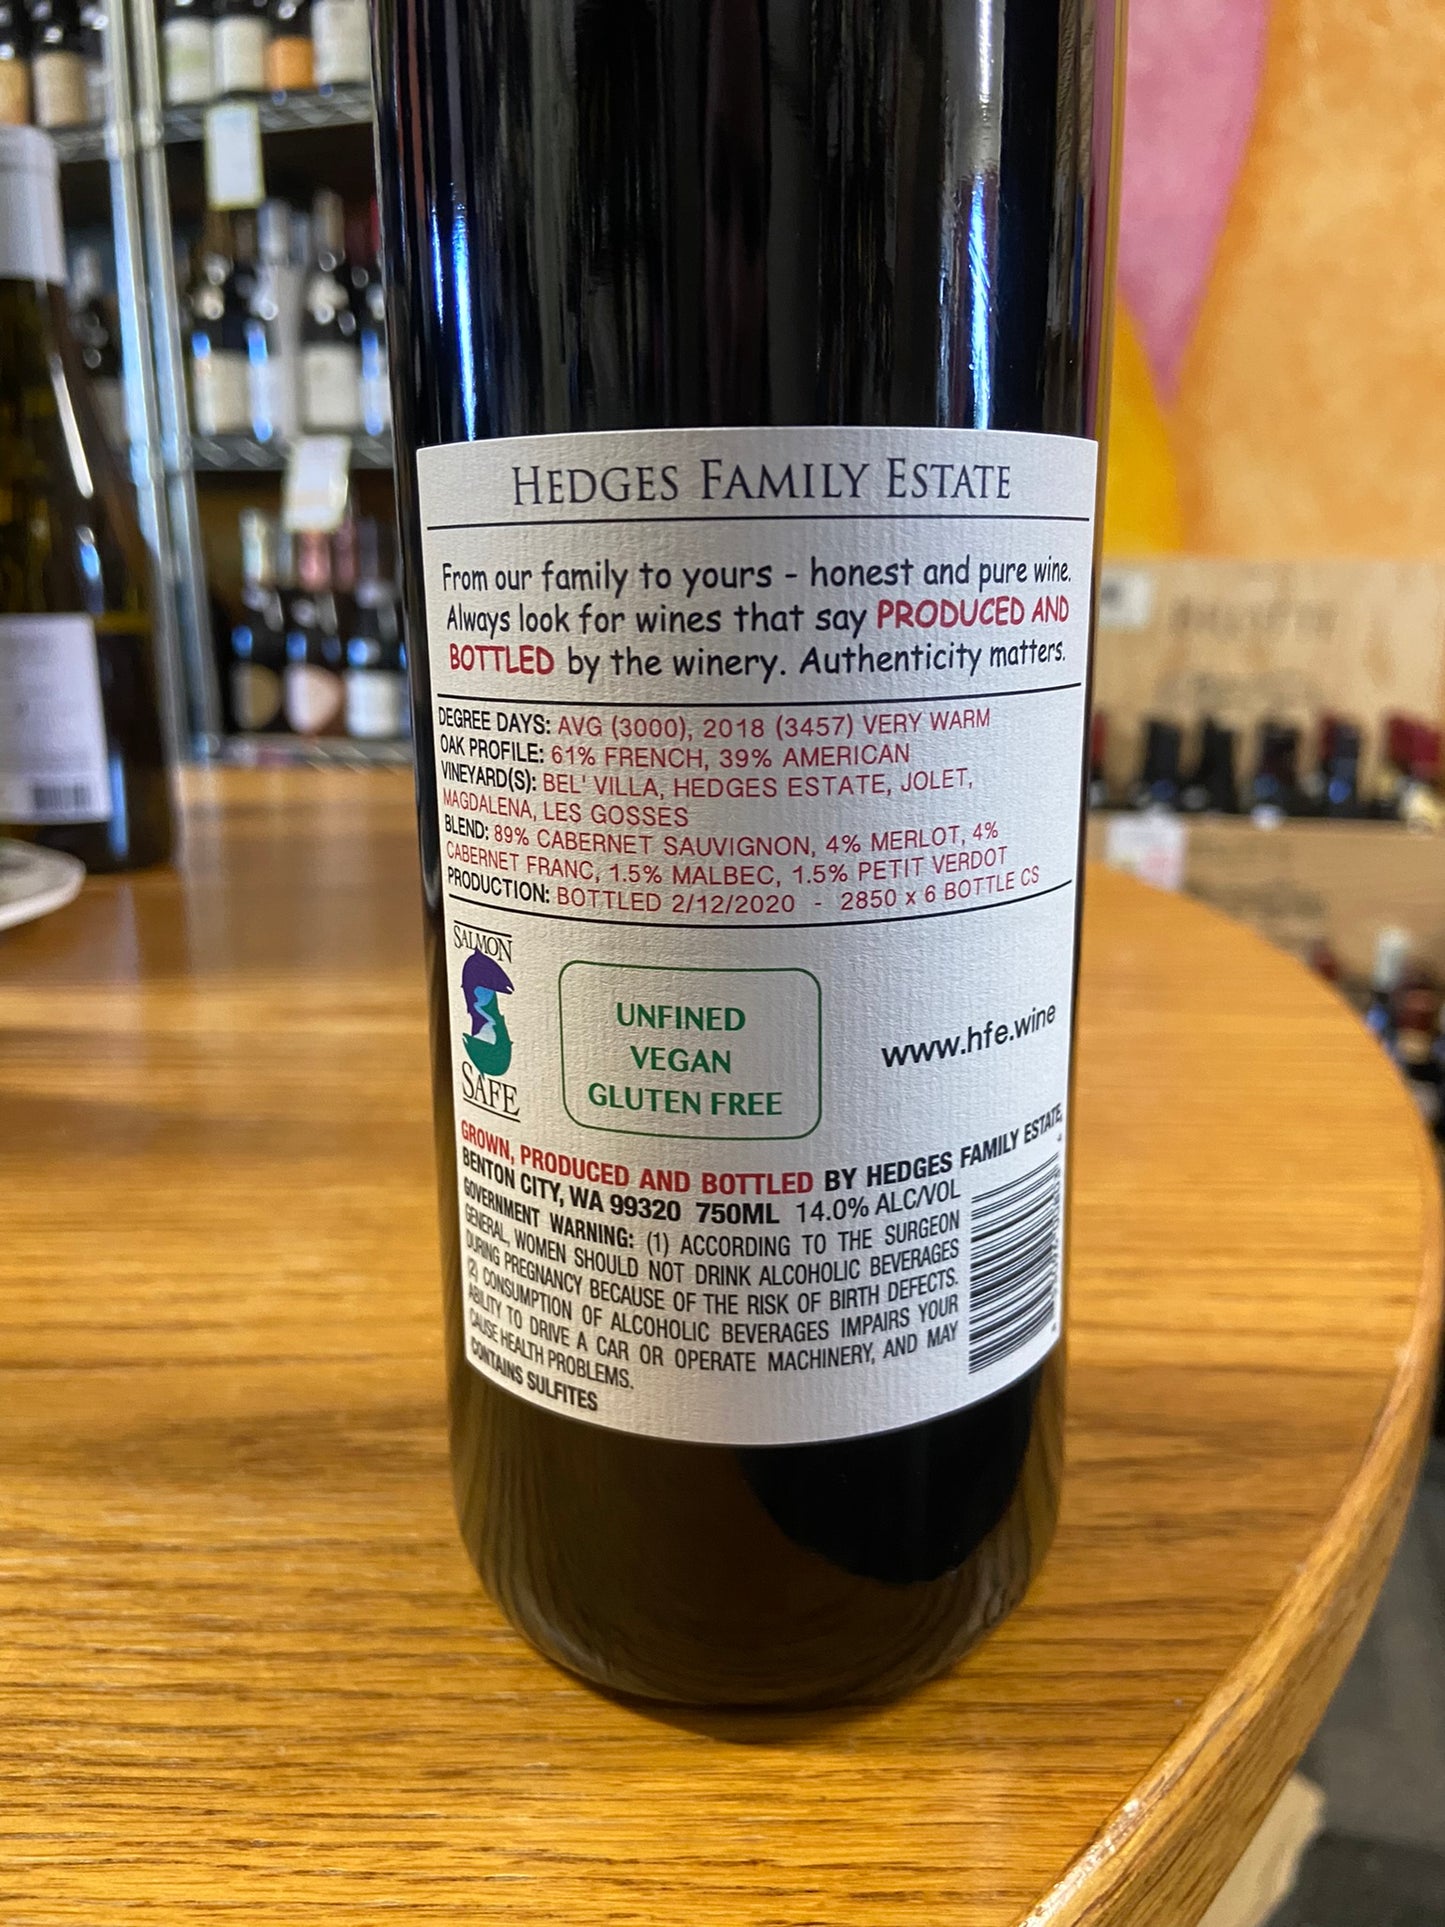 HEDGES FAMILY ESTATE
From our family to yours - honest and pure wine.
Always look for wines that say PRODUCED AND
BOTTLED by the winery. Authenticity matters.
DEGREE DAYS: AVG (3000), 2018 (3457) VERY WARM
OAK PROFILE: 61% FRENCH, 39% AMERICAN
VINEYARD(S): BEL' VILLA, HEDGES ESTATE, JOLET,
MAGDALENA, LES GOSSES
BLEND: 89% CABERNET SAUVIGNON, 4% MERLOT, 4%
CABERNET FRANC, 1.5% MALBEC, 1.5% PETIT VERDOT
PRODUCTION: BOTTLED 2/12/2020 - 2850 x 6 BOTTLE CS
SALMON
SAFE
UNFINED
VEGAN
GLUTEN FREE
www.hfe.wine
GROWN, PRODUCED AND BOTTLED BY HEDGES FAMILY ESTATE,
BENTON CITY, WA 99320 750ML 14.0% ALC/VOL
GOVERNMENT WARNING: (1) ACCORDING TO THE SURGEON
GENERAL, WOMEN SHOULD NOT DRINK ALCOHOLIC BEVERAGES
DURING PREGNANCY BECAUSE OF THE RISK OF BIRTH DEFECTS.
(2) CONSUMPTION OF ALCOHOLIC BEVERAGES IMPAIRS YOUR
ABILITY TO DRIVE A CAR OR OPERATE MACHINERY, AND MAY
CAUSE HEALTH PROBLEMS.
CONTAINS SULFITES